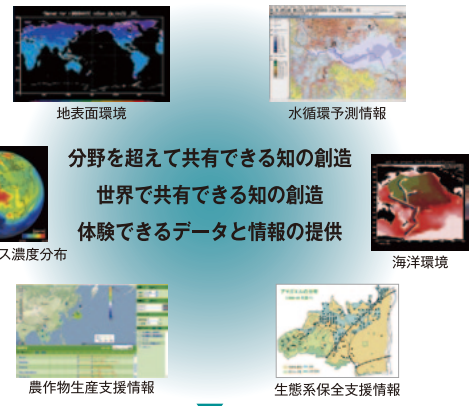 地表面環境
水循環予測情報
分野を超えて共有できる知の創造
世界で共有できる知の創造
体験できるデータと情報の提供
ス濃度分布
海洋環境
農作物生産支援情報
生態系保全支援情報